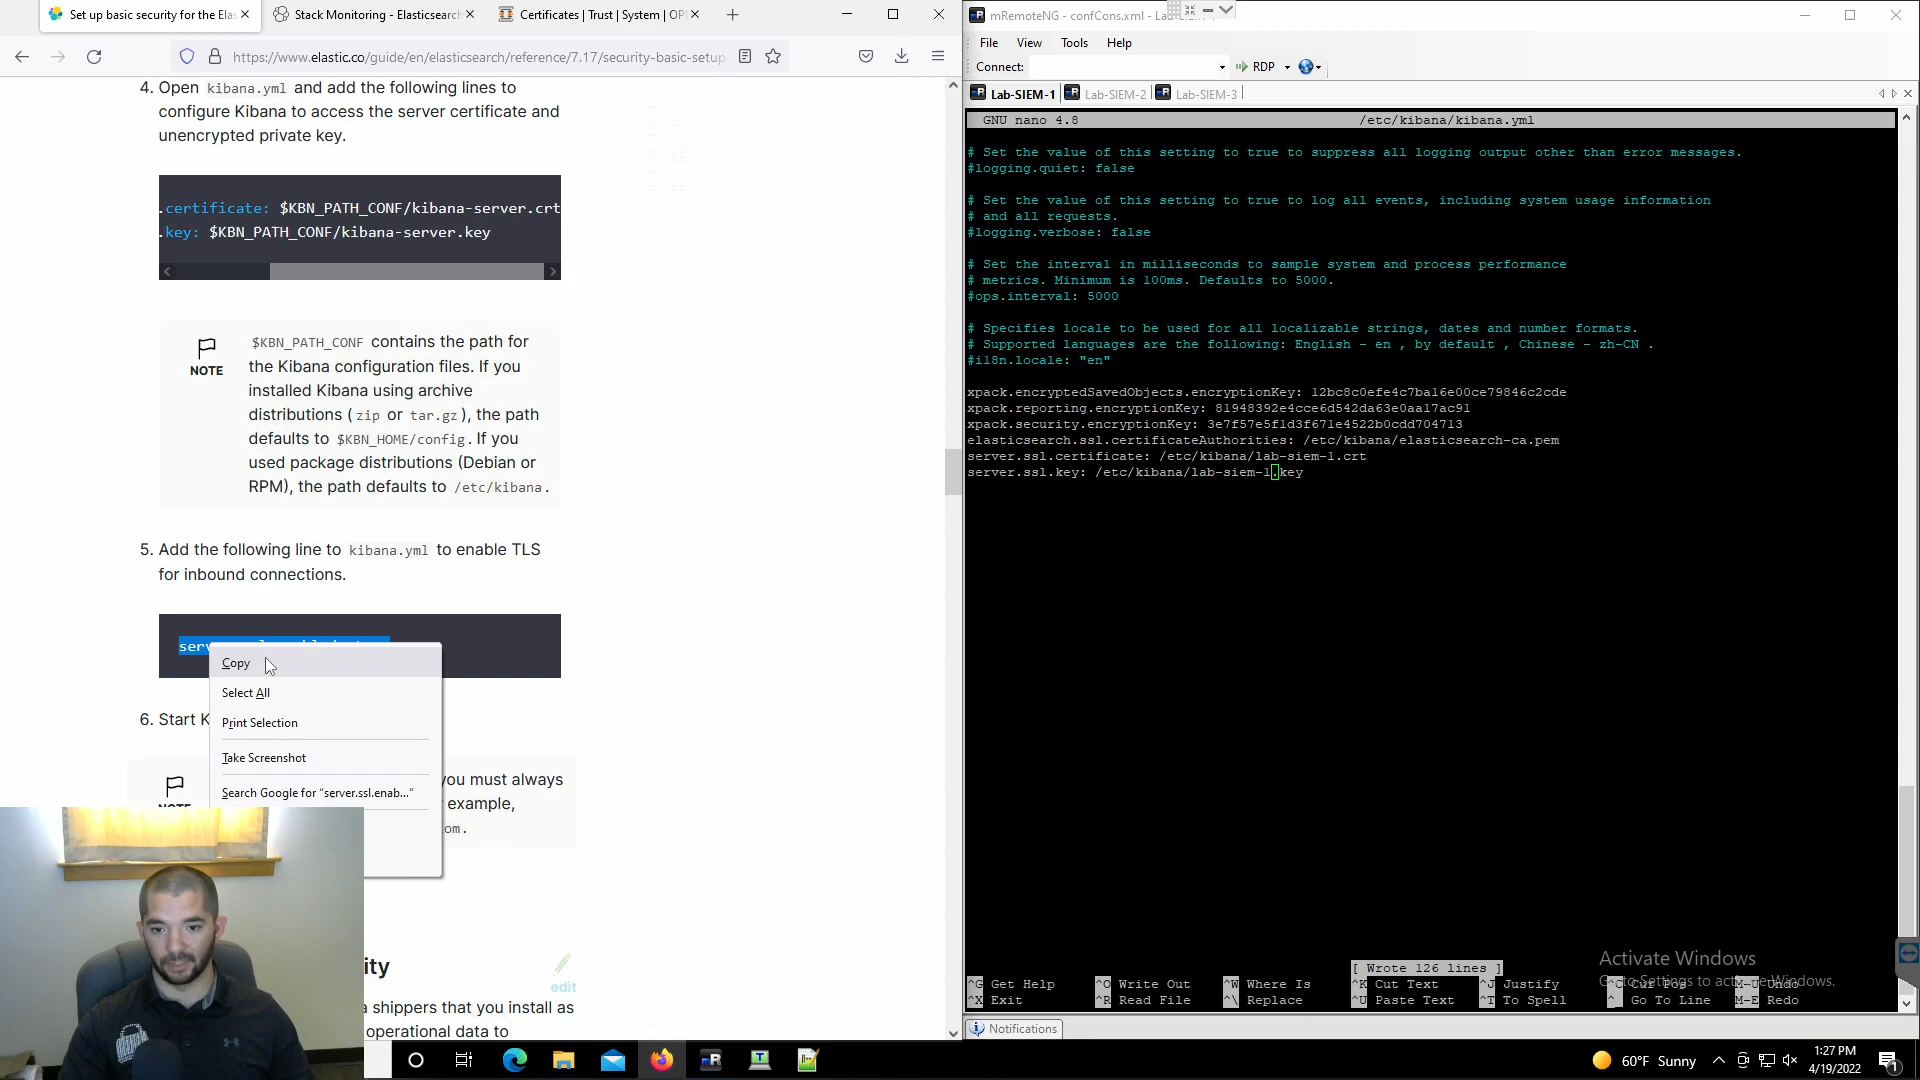 Set up basic security for the Ela
Stack Monitoring - Elasticsearch
Certificates | Trust | System | OPN
https://www.elastic.co/guide/en/elasticsearch/reference/7.17/security-basic-setup-
4. Open kibana.yml and add the following lines to
configure Kibana to access the server certificate and
unencrypted private key.
.certificate: $KBN_PATH_CONF/kibana-server.crt
.key: $KBN_PATH_CONF/kibana-server.key
NOTE
$KBN_PATH_CONF contains the path for
the Kibana configuration files. If you
installed Kibana using archive
distributions (zip or tar.gz), the path
defaults to $KBN_HOME/config. If you
used package distributions (Debian or
RPM), the path defaults to /etc/kibana.
5. Add the following line to kibana.yml to enable TLS
for inbound connections.
serv
Copy
Select All
Print Selection
Take Screenshot
Search Google for "server.ssl.enab..."
6. Start K
NOTE
you must always
example,
om.
ity
edit
a shippers that you install as
operational data to
mRemoteNG - confCons.xml - Lab-SIEM-1
File View Tools Help
Connect:
RDP
Lab-SIEM-1
Lab-SIEM-2
Lab-SIEM-3
GNU nano 4.8 /etc/kibana/kibana.yml
# Set the value of this setting to true to suppress all logging output other than error messages.
#logging.quiet: false
# Set the value of this setting to true to log all events, including system usage information
# and all requests.
#logging.verbose: false
# Set the interval in milliseconds to sample system and process performance
# metrics. Minimum is 100ms. Defaults to 5000.
#ops.interval: 5000
# Specifies locale to be used for all localizable strings, dates and number formats.
# Supported languages are the following: English - en , by default , Chinese - zh-CN .
#i18n.locale: "en"
xpack.encryptedSavedObjects.encryptionKey: 12bc8c0efe4c7ba16e00ce79846c2cde
xpack.reporting.encryptionKey: 81948392e4cce6d542da63e0aa17ac91
xpack.security.encryptionKey: 3e7f57e5f1d3f671e4522b0cdd704713
elasticsearch.ssl.certificateAuthorities: /etc/kibana/elasticsearch-ca.pem
server.ssl.certificate: /etc/kibana/lab-siem-1.crt
server.ssl.key: /etc/kibana/lab-siem-1.key
[ Wrote 126 lines ]
^G Get Help ^O Write Out ^W Where Is ^K Cut Text ^J Justify ^C Cur Pos M-U Undo
^X Exit ^R Read File ^\ Replace ^U Paste Text ^T To Spell ^_ Go To Line M-E Redo
Activate Windows
Go to Settings to activate Windows.
Notifications
60°F Sunny
1:27 PM
4/19/2022
1